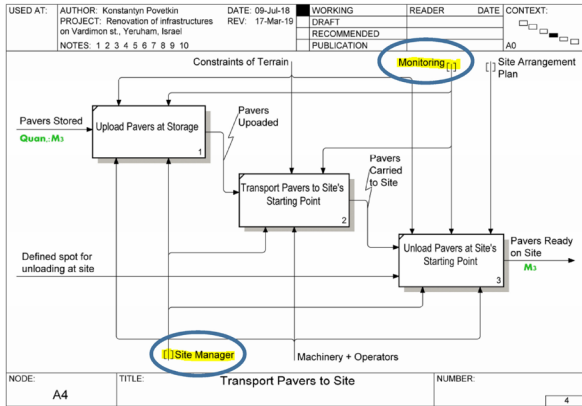 USED AT:
AUTHOR: Konstantyn Povetkin
DATE: 09-Jul-18
WORKING
READER
DATE
CONTEXT:
PROJECT: Renovation of infrastructures
on Vardimon st., Yeruham, Israel
REV: 17-Mar-19
DRAFT
RECOMMENDED
NOTES: 1 2 3 4 5 6 7 8 9 10
PUBLICATION
A0
Constraints of Terrain
Monitoring
Site Arrangement
Plan
Pavers Stored
Quan.:M3
Upload Pavers at Storage
1
Pavers
Upoaded
Transport Pavers to Site's
Starting Point
2
Pavers
Carried
to Site
Unload Pavers at Site's
Starting Point
3
Pavers Ready
on Site
M3
Defined spot for
unloading at site
Site Manager
Machinery + Operators
NODE:
A4
TITLE:
Transport Pavers to Site
NUMBER:
4